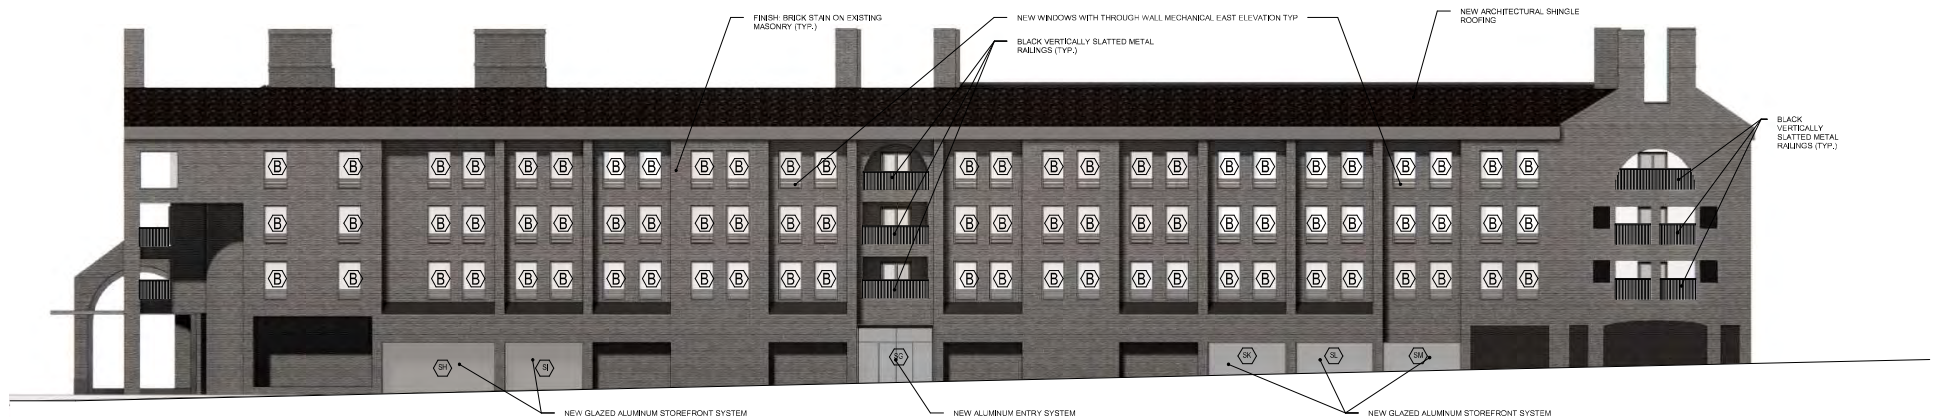 FINISH: BRICK STAIN ON EXISTING
MASONRY (TYP.)
NEW WINDOWS WITH THROUGH WALL MECHANICAL EAST ELEVATION TYP
BLACK VERTICALLY SLATTED METAL
RAILINGS (TYP.)
NEW ARCHITECTURAL SHINGLE
ROOFING
BLACK
VERTICALLY
SLATTED METAL
RAILINGS (TYP.)
B B B B B B B B B B B B B B B B B B B B B B B B B B
B B B B B B B B B B B B B B B B B B B B B B B B B B
B B B B B B B B B B B B B B B B B B B B B B B B B B
SH SI SG SK SL SM
NEW GLAZED ALUMINUM STOREFRONT SYSTEM
NEW ALUMINUM ENTRY SYSTEM
NEW GLAZED ALUMINUM STOREFRONT SYSTEM